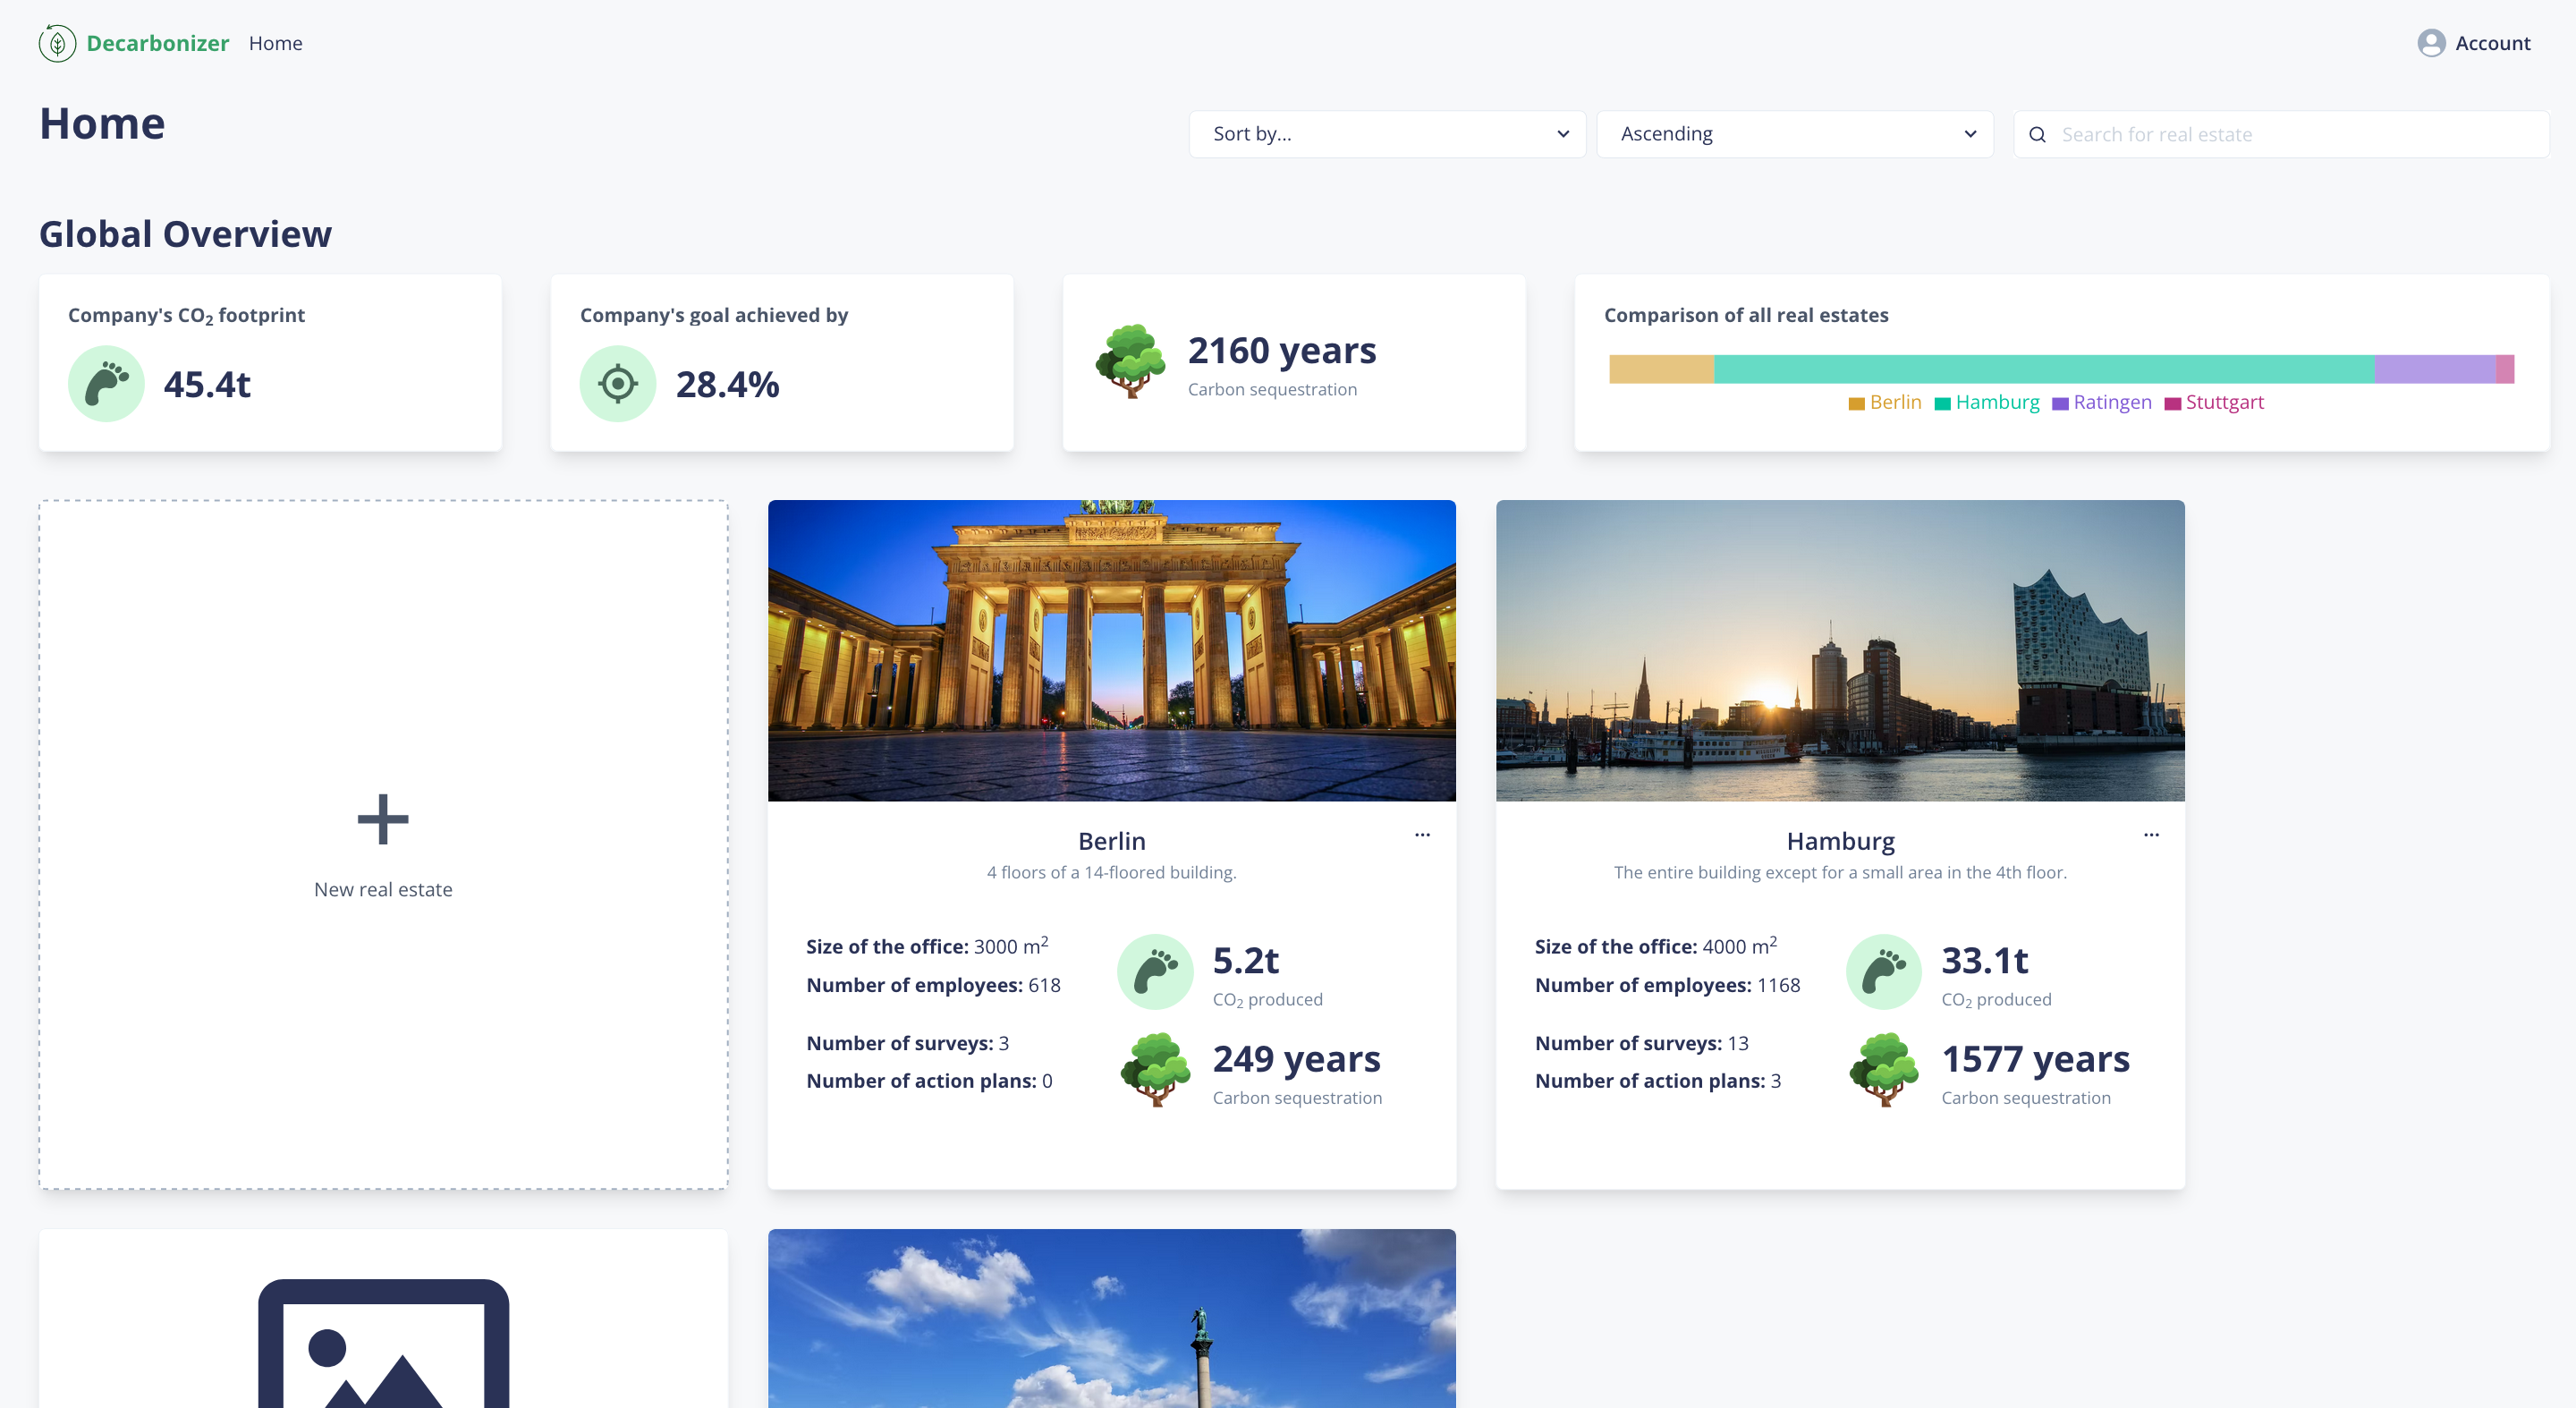 Decarbonizer Home
Account
Home
Sort by...
Ascending
Search for real estate
Global Overview
Company's CO₂ footprint
45.4t
Company's goal achieved by
28.4%
2160 years
Carbon sequestration
Comparison of all real estates
Berlin Hamburg Ratingen Stuttgart
New real estate
Berlin
...
4 floors of a 14-floored building.
Size of the office: 3000 m²
Number of employees: 618
Number of surveys: 3
Number of action plans: 0
5.2t
CO₂ produced
249 years
Carbon sequestration
Hamburg
...
The entire building except for a small area in the 4th floor.
Size of the office: 4000 m²
Number of employees: 1168
Number of surveys: 13
Number of action plans: 3
33.1t
CO₂ produced
1577 years
Carbon sequestration